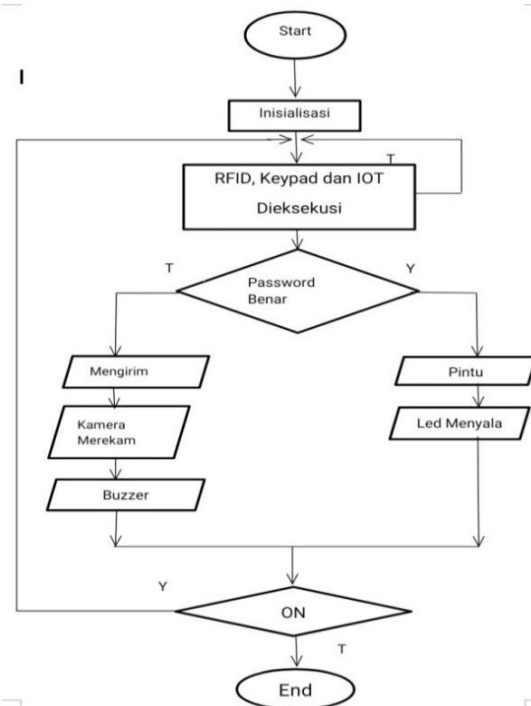 Start
I
Inisialisasi
T
RFID, Keypad dan IOT
Dieksekusi
T
Y
Password
Benar
Mengirim
Pintu
Kamera
Merekam
Led Menyala
Buzzer
Y
ON
T
End